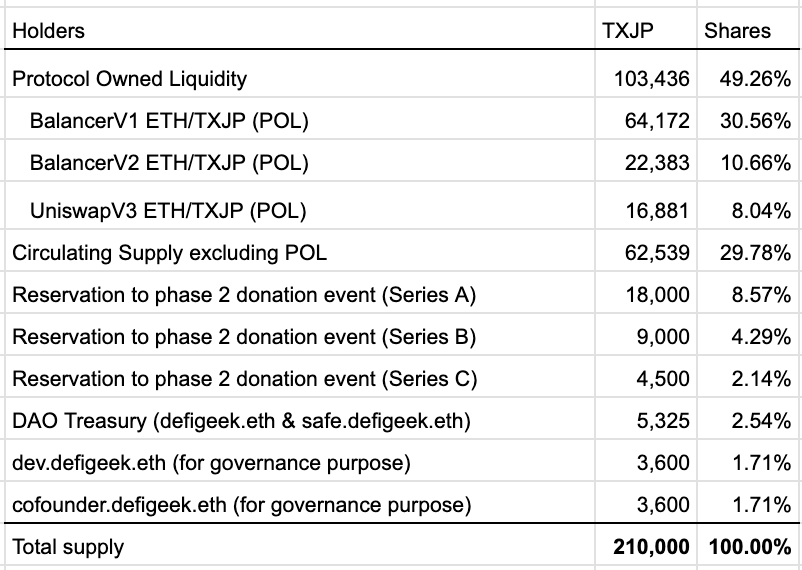 Holders TXJP Shares
Protocol Owned Liquidity 103,436 49.26%
BalancerV1 ETH/TXJP (POL) 64,172 30.56%
BalancerV2 ETH/TXJP (POL) 22,383 10.66%
UniswapV3 ETH/TXJP (POL) 16,881 8.04%
Circulating Supply excluding POL 62,539 29.78%
Reservation to phase 2 donation event (Series A) 18,000 8.57%
Reservation to phase 2 donation event (Series B) 9,000 4.29%
Reservation to phase 2 donation event (Series C) 4,500 2.14%
DAO Treasury (defigeek.eth & safe.defigeek.eth) 5,325 2.54%
dev.defigeek.eth (for governance purpose) 3,600 1.71%
cofounder.defigeek.eth (for governance purpose) 3,600 1.71%
Total supply 210,000 100.00%